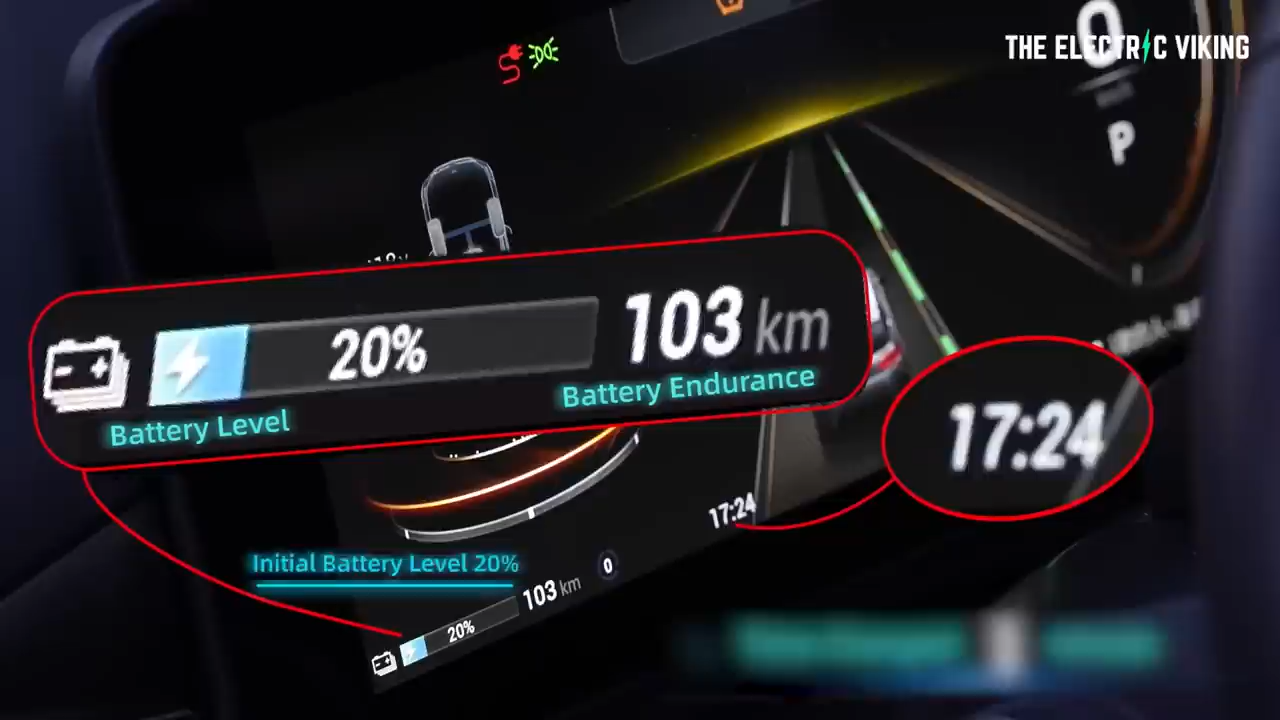 THE ELECTRIC VIKING
0
P
20%
103 km
Battery Level
Battery Endurance
17:24
17:24
Initial Battery Level 20%
103 km
0
20%